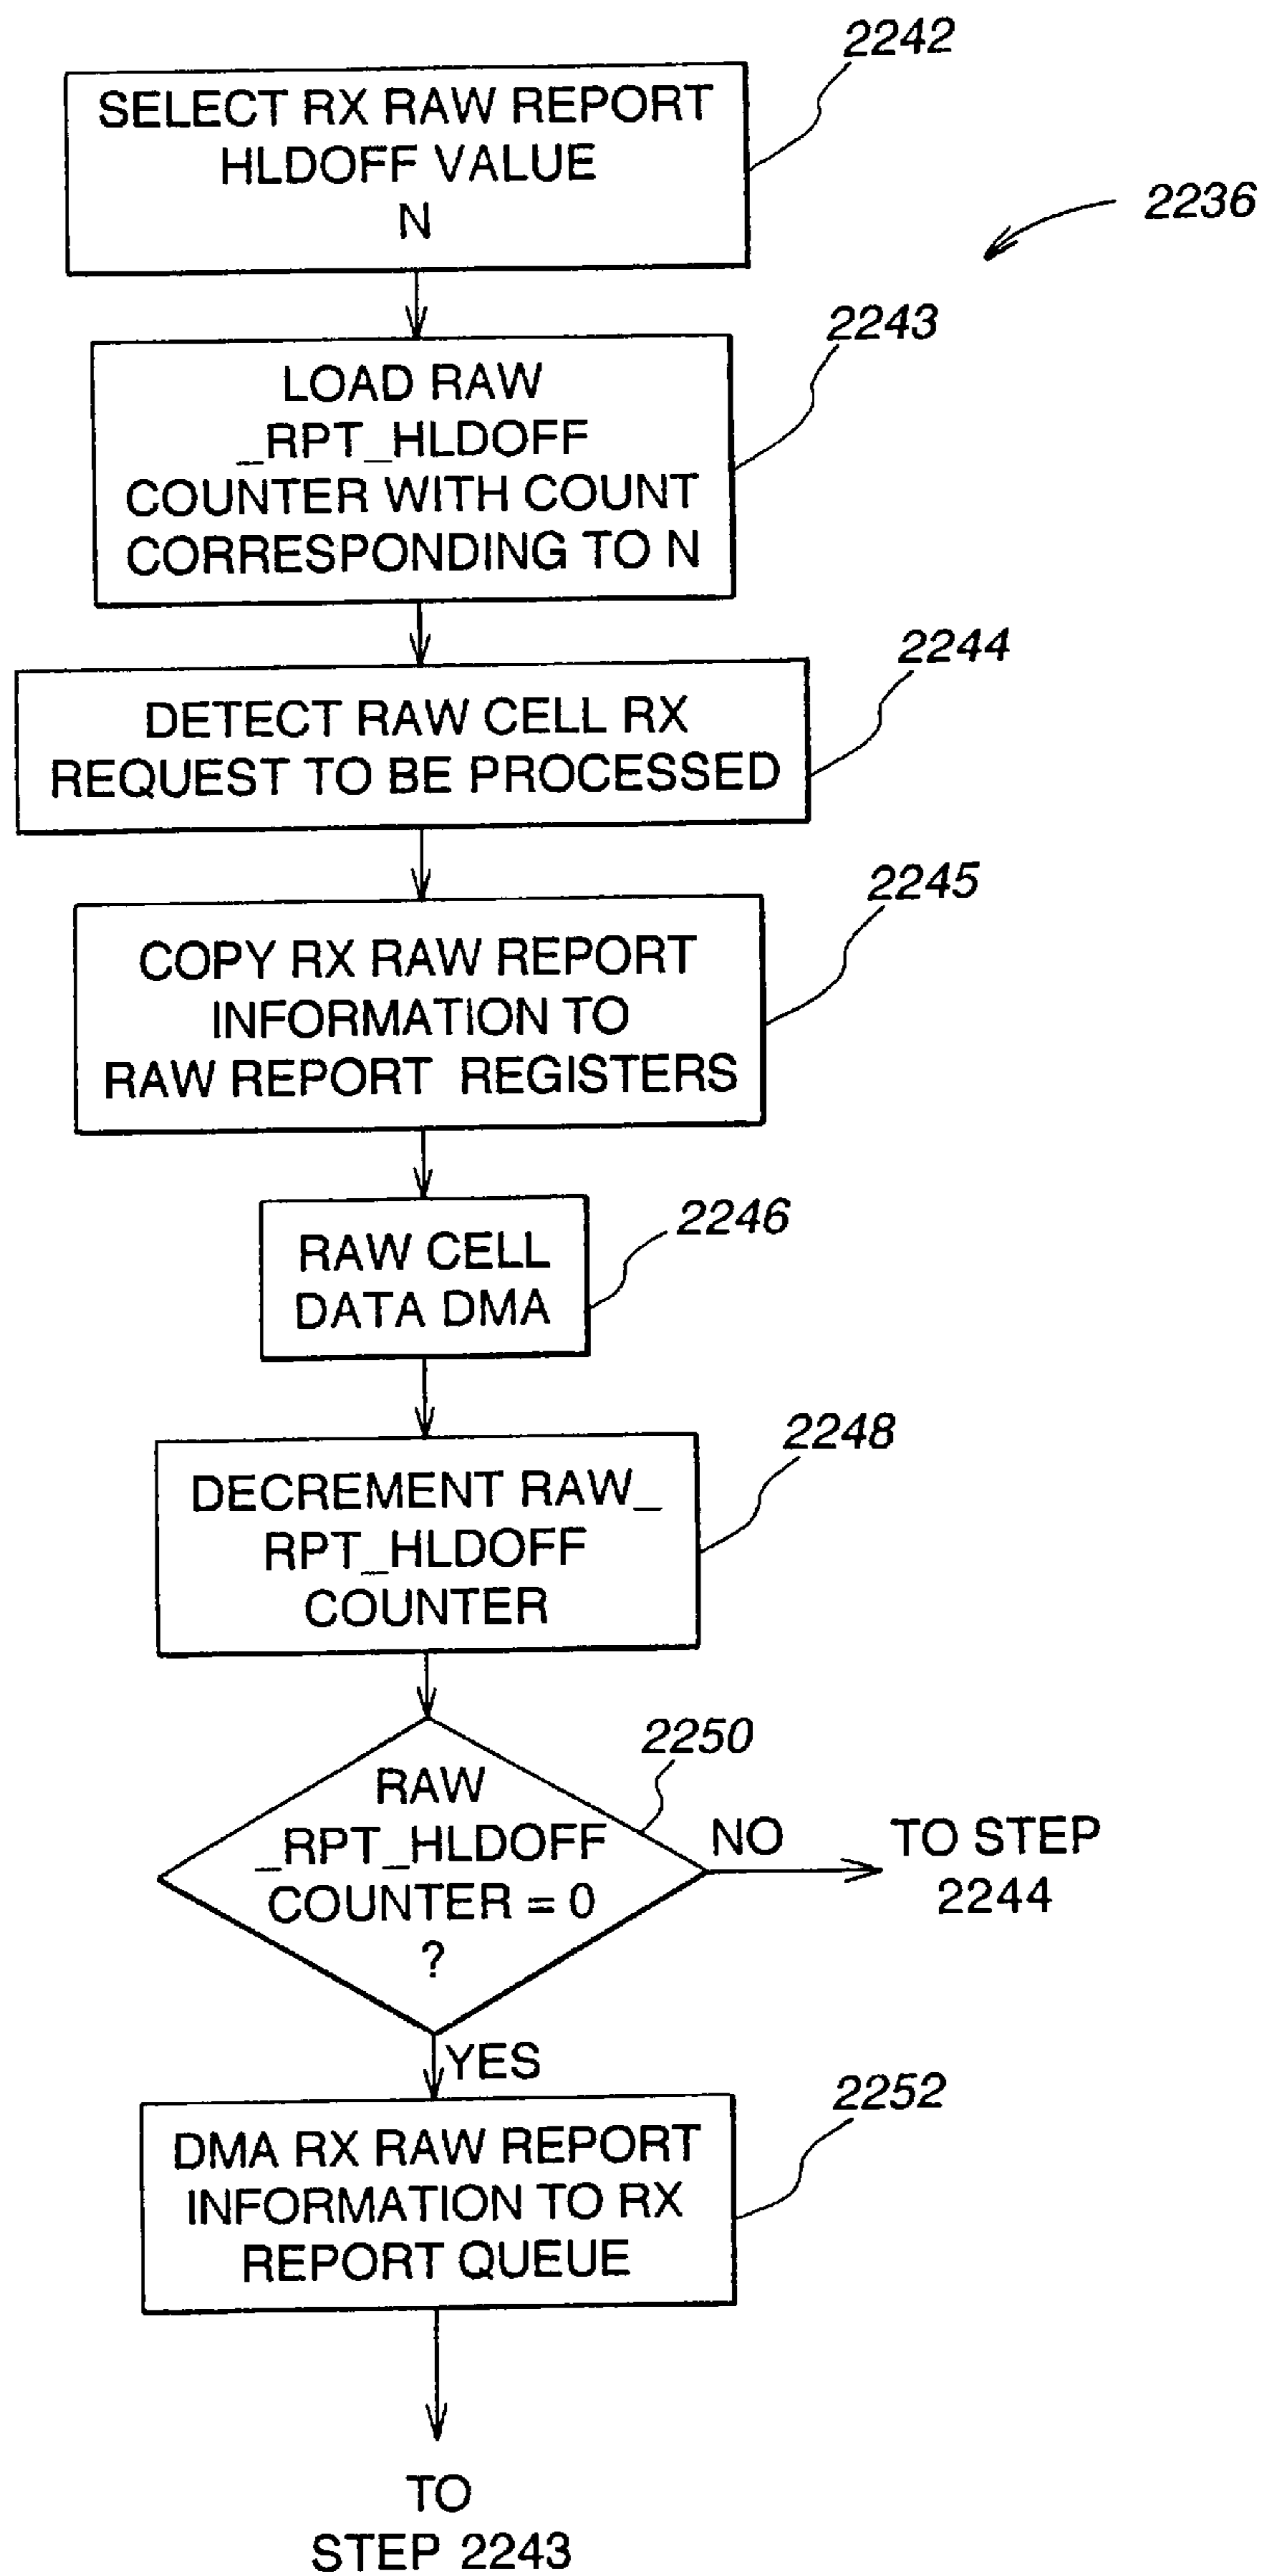 2242
SELECT RX RAW REPORT
HLDOFF VALUE
N
2236
2243
LOAD RAW
_RPT_HLDOFF
COUNTER WITH COUNT
CORRESPONDING TO N
2244
DETECT RAW CELL RX
REQUEST TO BE PROCESSED
2245
COPY RX RAW REPORT
INFORMATION TO
RAW REPORT REGISTERS
2246
RAW CELL
DATA DMA
2248
DECREMENT RAW_
RPT_HLDOFF
COUNTER
2250
RAW
_RPT_HLDOFF
COUNTER = 0
?
NO
TO STEP
2244
YES
2252
DMA RX RAW REPORT
INFORMATION TO RX
REPORT QUEUE
TO
STEP 2243